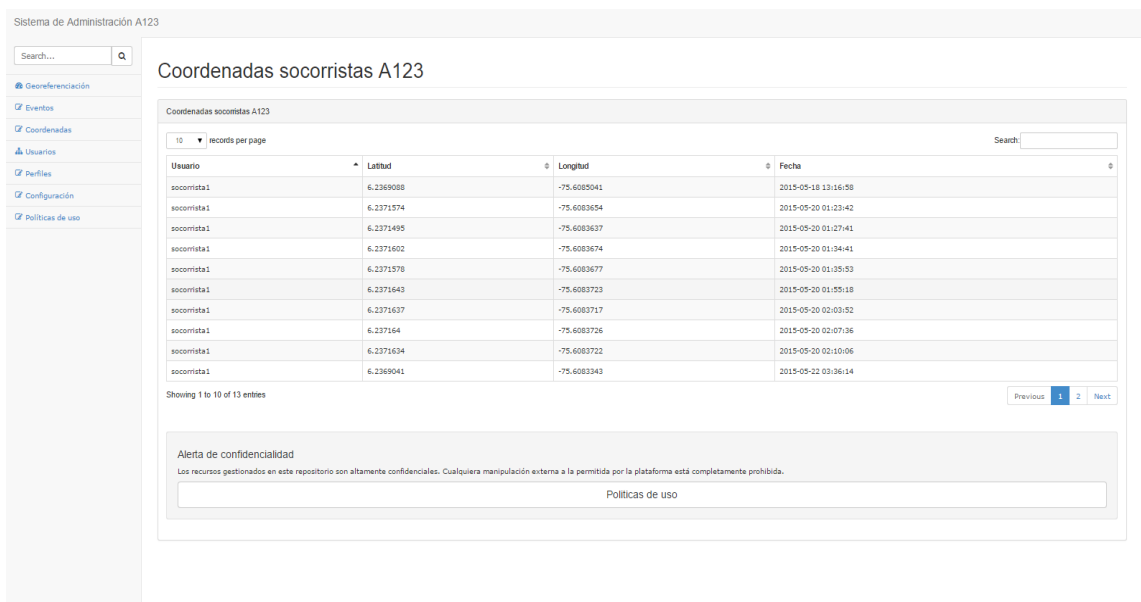 Sistema de Administración A123
Search...
Georeferenciación
Eventos
Coordenadas
Usuarios
Perfiles
Configuración
Políticas de uso
Coordenadas socorristas A123
Coordenadas socorristas A123
10 records per page
Search:
Usuario Latitud Longitud Fecha
socorrista1 6.2369088 -75.6085041 2015-05-18 13:16:58
socorrista1 6.2371574 -75.6083654 2015-05-20 01:23:42
socorrista1 6.2371495 -75.6083637 2015-05-20 01:27:41
socorrista1 6.2371602 -75.6083674 2015-05-20 01:34:41
socorrista1 6.2371578 -75.6083677 2015-05-20 01:35:53
socorrista1 6.2371643 -75.6083723 2015-05-20 01:55:18
socorrista1 6.2371637 -75.6083717 2015-05-20 02:03:52
socorrista1 6.237164 -75.6083726 2015-05-20 02:07:36
socorrista1 6.2371634 -75.6083722 2015-05-20 02:10:06
socorrista1 6.2369041 -75.6083343 2015-05-22 03:36:14
Showing 1 to 10 of 13 entries
Previous 1 2 Next
Alerta de confidencialidad
Los recursos gestionados en este repositorio son altamente confidenciales. Cualquiera manipulación externa a la permitida por la plataforma está completamente prohibida.
Políticas de uso